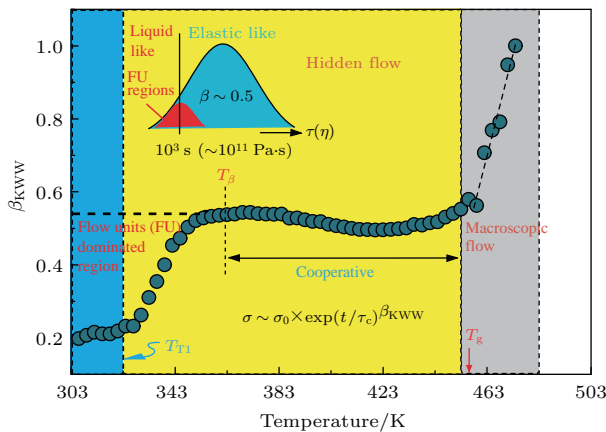 1.0
0.8
0.6
0.4
0.2
β_KWW
Liquid like
Elastic like
FU regions
β ~ 0.5
τ(η)
10³ s (~10¹¹ Pa·s)
Hidden flow
T_β
Flow units (FU)
dominated
region
Macroscopic
flow
Cooperative
σ ~ σ₀ × exp(t/τ_c)^β_KWW
T_T1
T_g
303
343
383
423
463
503
Temperature/K